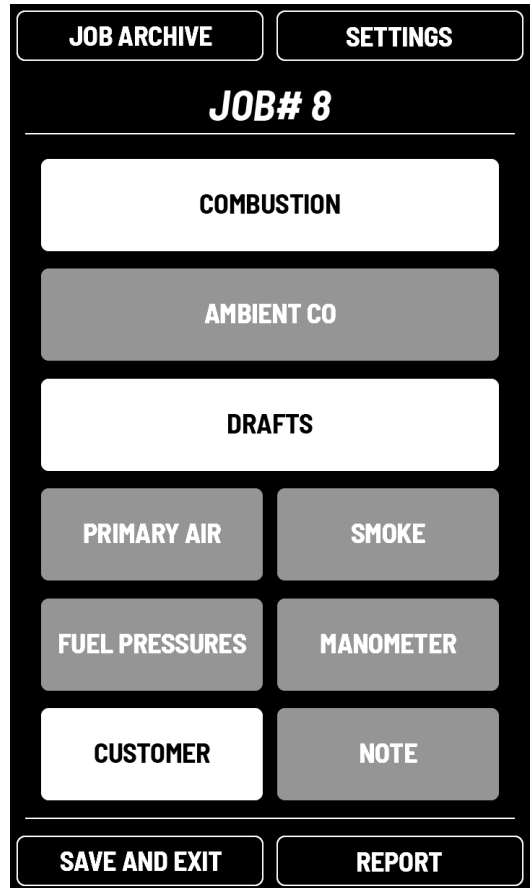 JOB ARCHIVE
SETTINGS
JOB# 8
COMBUSTION
AMBIENT CO
DRAFTS
PRIMARY AIR
SMOKE
FUEL PRESSURES
MANOMETER
CUSTOMER
NOTE
SAVE AND EXIT
REPORT